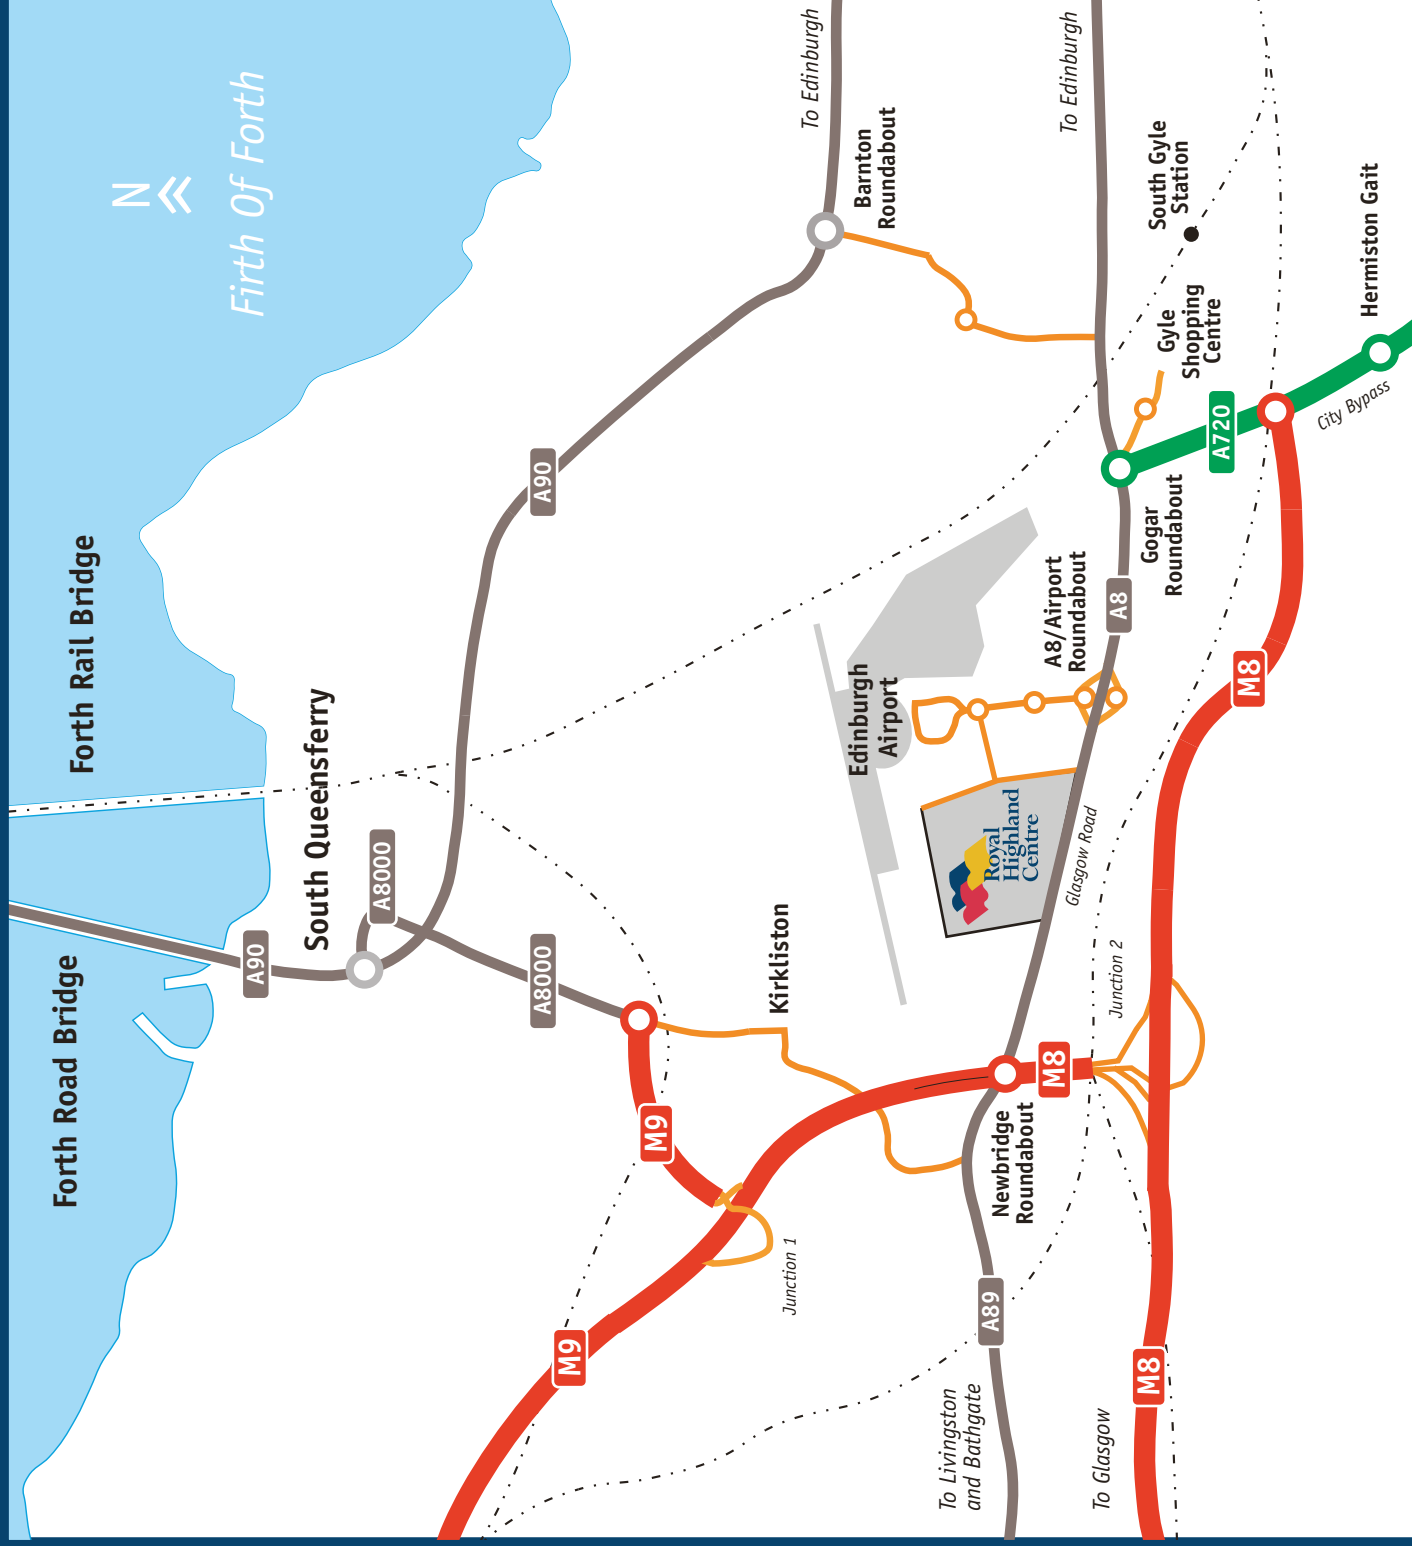 Forth Road Bridge
Forth Rail Bridge
N
Firth Of Forth
A90
South Queensferry
A8000
A8000
A90
To Edinburgh
Barnton
Roundabout
M9
M9
Junction 1
Kirkliston
Edinburgh
Airport
Royal
Highland
Centre
A8/Airport
Roundabout
Glasgow Road
A8
Gogar
Roundabout
Gyle
Shopping
Centre
South Gyle
Station
To Edinburgh
A720
City Bypass
Hermiston Gait
M8
Junction 2
M8
Newbridge
Roundabout
A89
To Livingston
and Bathgate
To Glasgow
M8